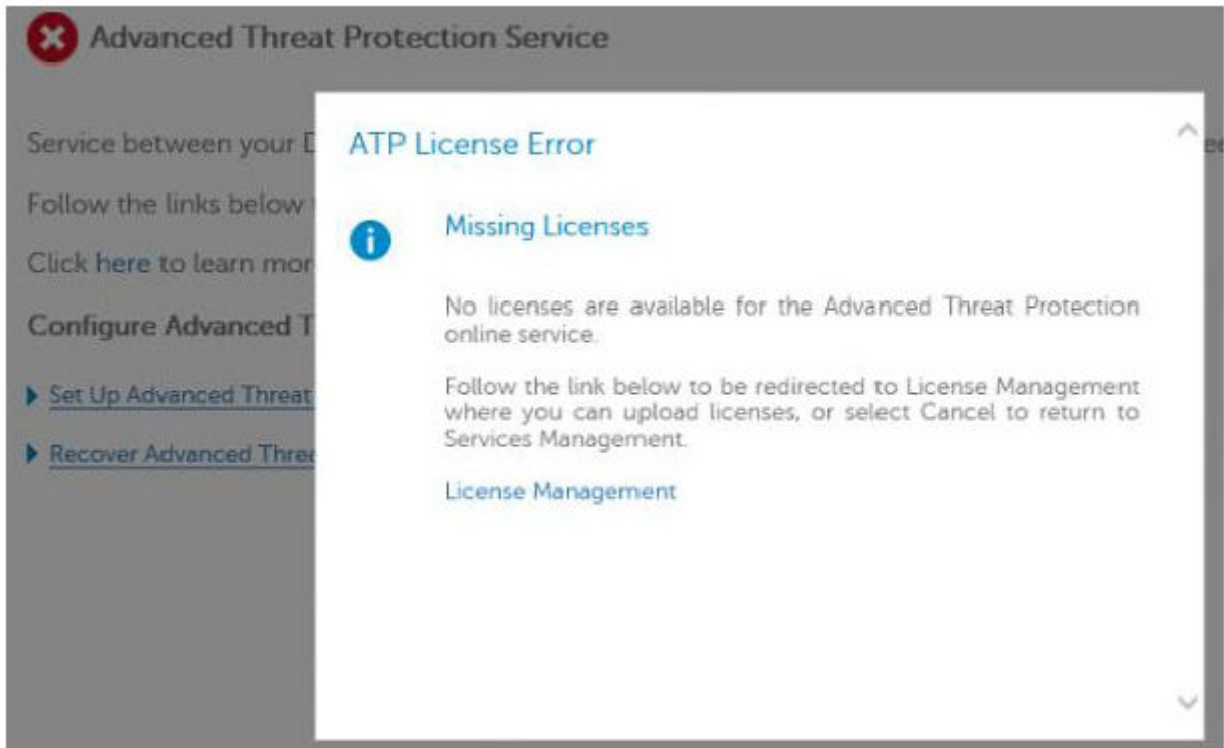 Advanced Threat Protection Service
Service between your
Follow the links below
Click here to learn
Configure Advanced
Set Up Advanced Threat
Recover Advanced
ATP License Error
Missing Licenses
No licenses are available for the Advanced Threat Protection
online service.
Follow the link below to be redirected to License Management
where you can upload licenses, or select Cancel to return to
Services Management.
License Management